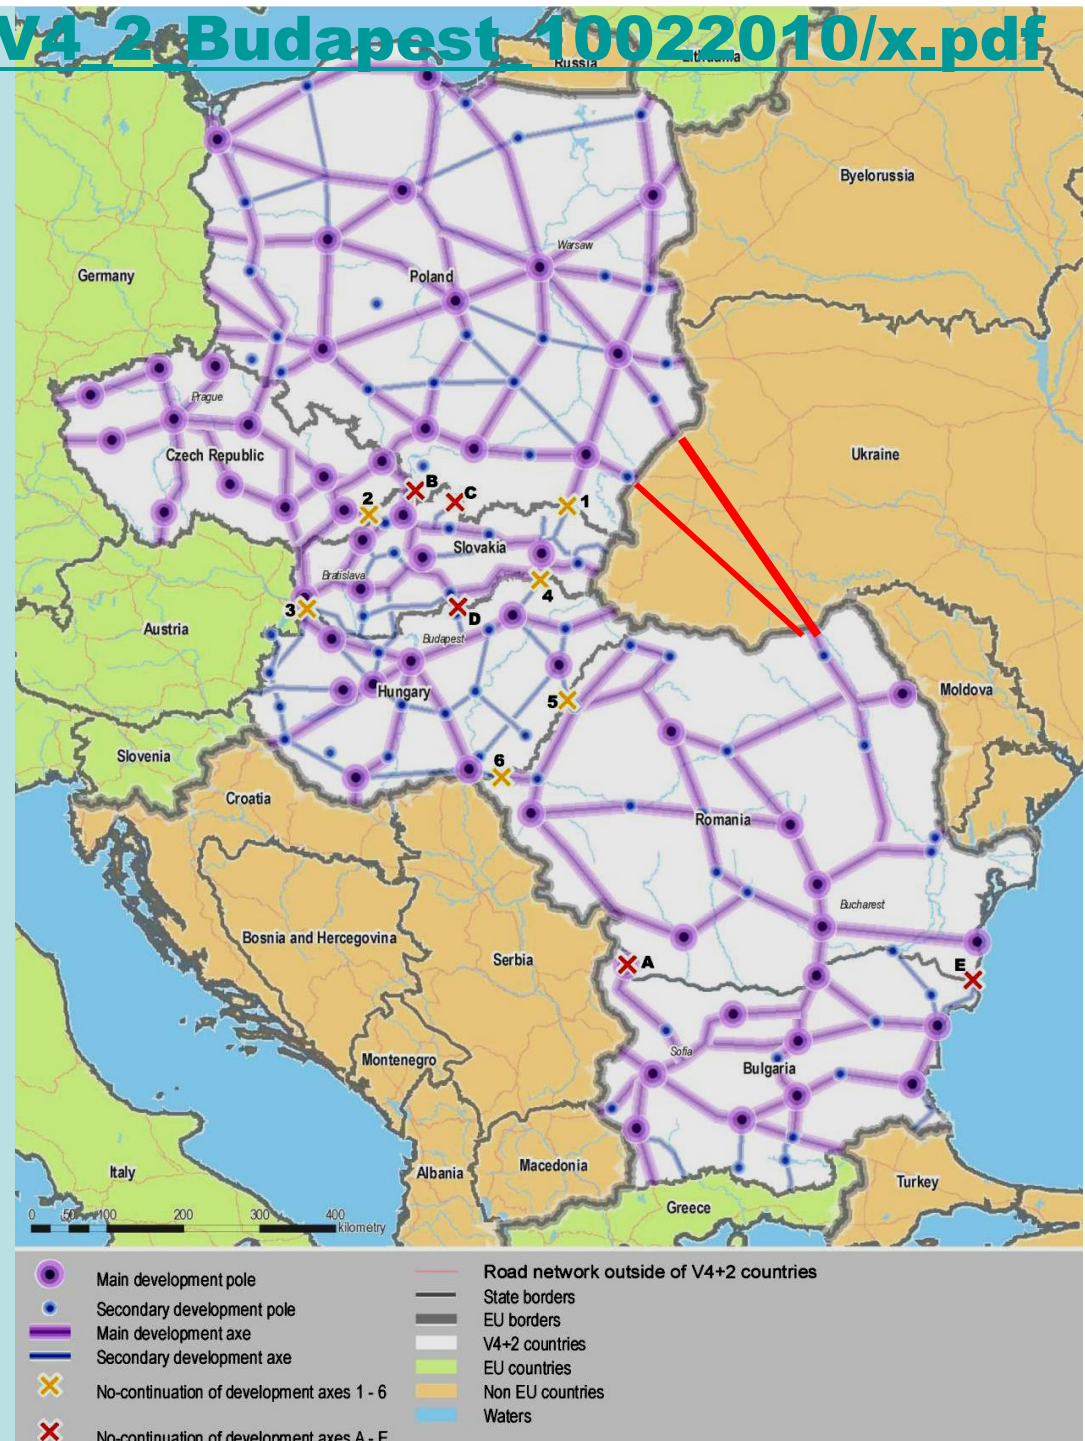 V4_2_Budapest_10022010/x.pdf
Russia
Lithuania
Byelorussia
Germany
Poland
Warsaw
Prague
Czech Republic
Ukraine
B
C
2
1
Slovakia
Bratislava
4
3
D
Austria
Budapest
Hungary
5
Moldova
Slovenia
6
Croatia
Romania
Bucharest
Bosnia and Hercegovina
Serbia
A
E
Montenegro
Sofia
Bulgaria
Italy
Albania
Macedonia
Turkey
Greece
0 50 100 200 300 400
kilometry
Main development pole
Secondary development pole
Main development axe
Secondary development axe
No-continuation of development axes 1 - 6
No-continuation of development axes A - E
Road network outside of V4+2 countries
State borders
EU borders
V4+2 countries
EU countries
Non EU countries
Waters